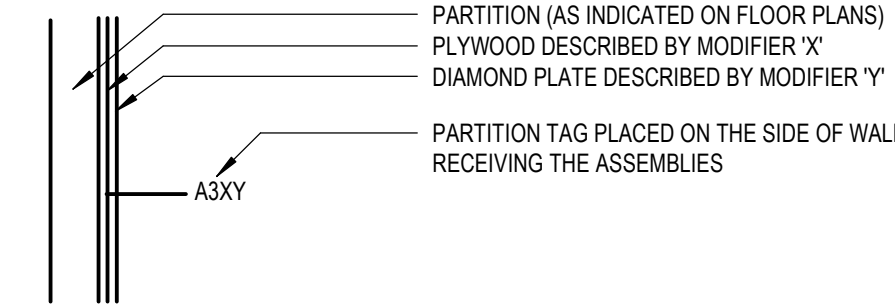 PARTITION (AS INDICATED ON FLOOR PLANS)
PLYWOOD DESCRIBED BY MODIFIER 'X'
DIAMOND PLATE DESCRIBED BY MODIFIER 'Y'
PARTITION TAG PLACED ON THE SIDE OF WALL
RECEIVING THE ASSEMBLIES
A3XY